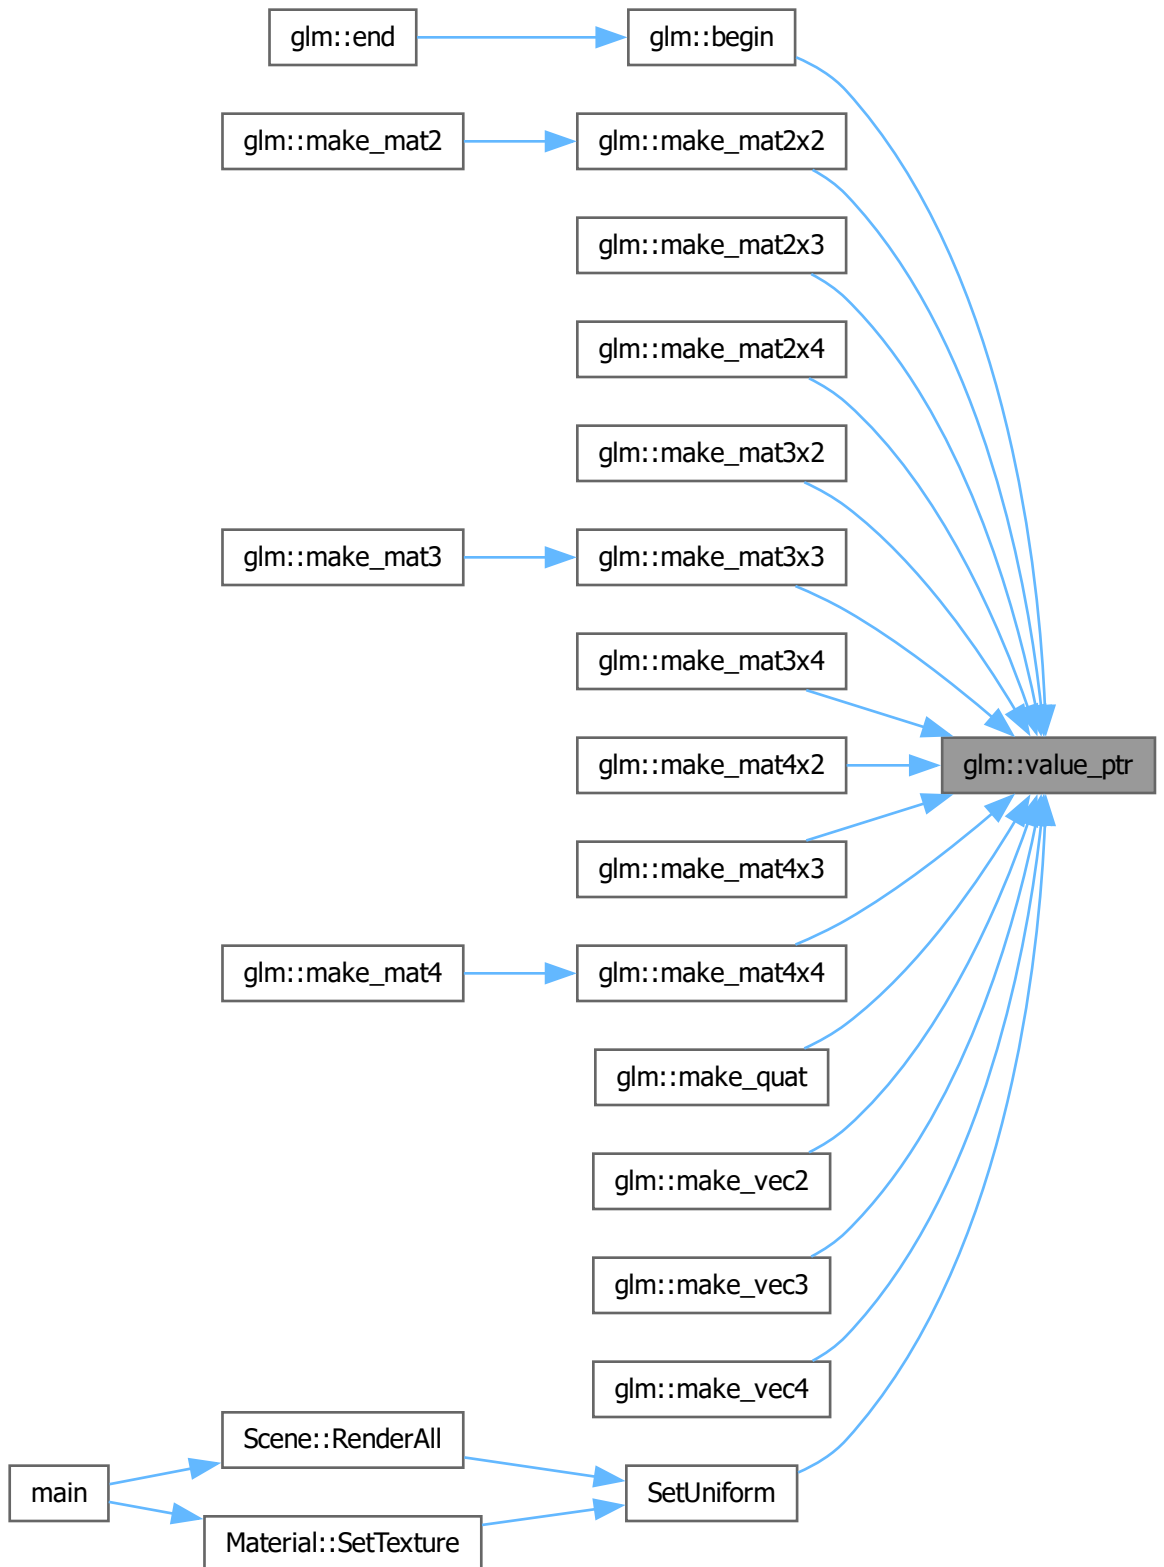 glm::end
glm::begin
glm::make_mat2
glm::make_mat2x2
glm::make_mat2x3
glm::make_mat2x4
glm::make_mat3x2
glm::make_mat3
glm::make_mat3x3
glm::make_mat3x4
glm::make_mat4x2
glm::value_ptr
glm::make_mat4x3
glm::make_mat4
glm::make_mat4x4
glm::make_quat
glm::make_vec2
glm::make_vec3
glm::make_vec4
Scene::RenderAll
main
SetUniform
Material::SetTexture